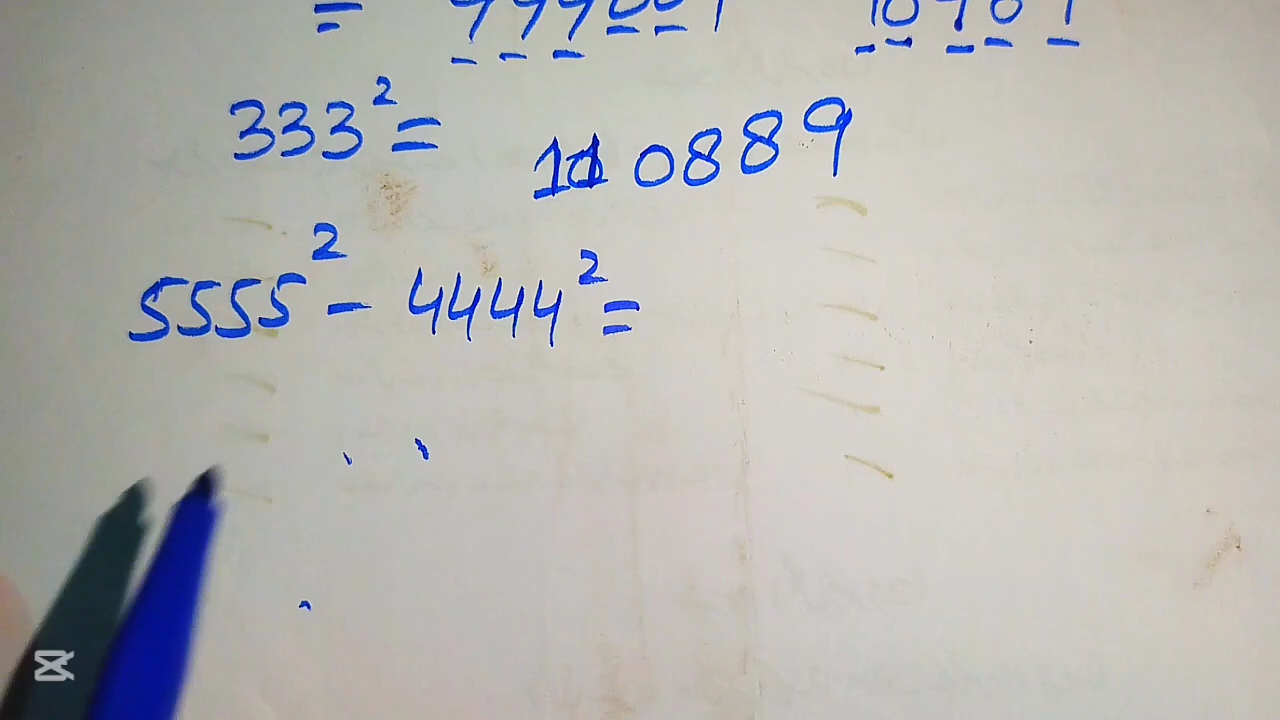 333² = 110889
5555² - 4444² =